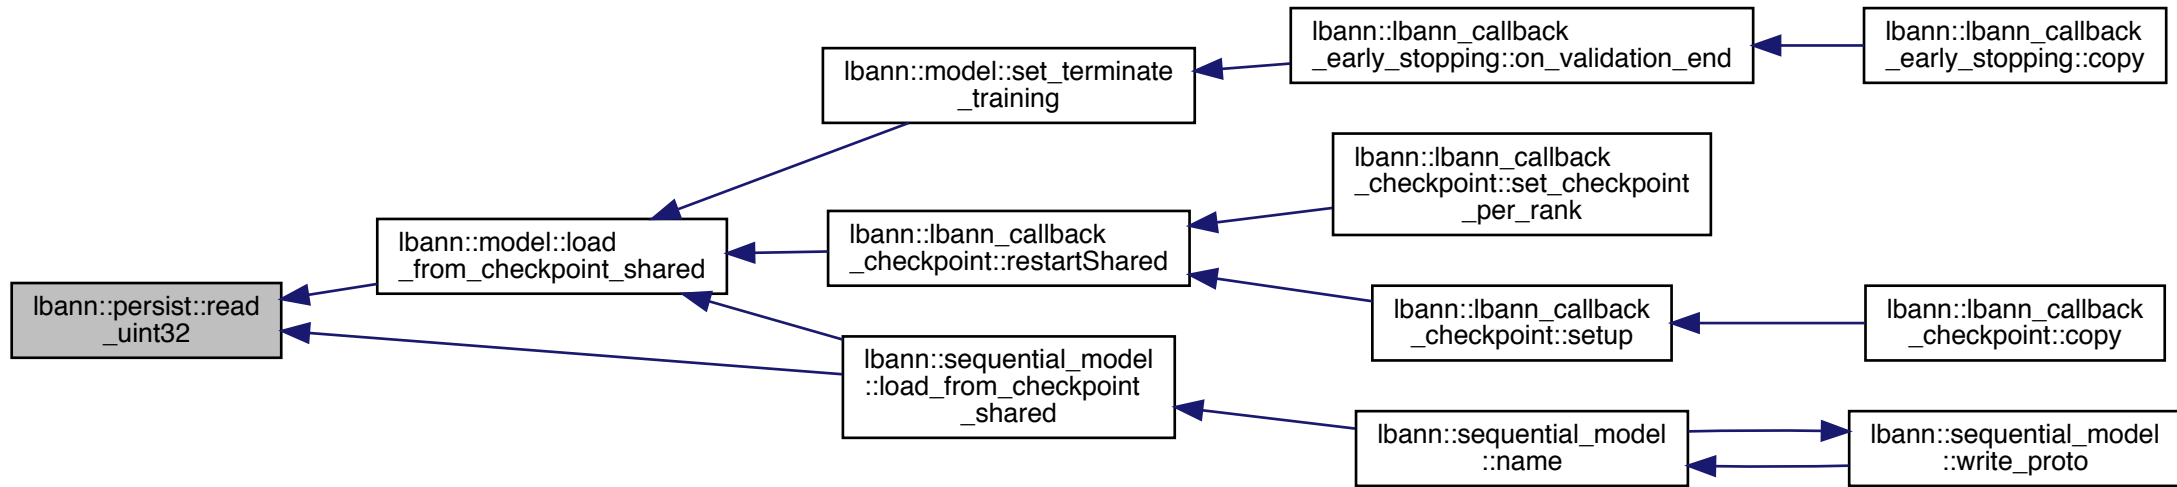 lbann::persist::read
_uint32
lbann::model::load
_from_checkpoint_shared
lbann::model::set_terminate
_training
lbann::lbann_callback
_early_stopping::on_validation_end
lbann::lbann_callback
_early_stopping::copy
lbann::lbann_callback
_checkpoint::restartShared
lbann::lbann_callback
_checkpoint::set_checkpoint
_per_rank
lbann::lbann_callback
_checkpoint::setup
lbann::lbann_callback
_checkpoint::copy
lbann::sequential_model
::load_from_checkpoint
_shared
lbann::sequential_model
::name
lbann::sequential_model
::write_proto